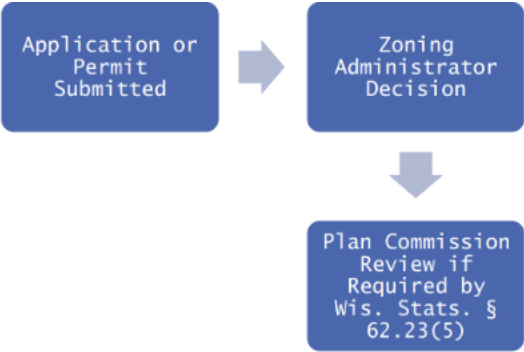 Application or
Permit
Submitted
Zoning
Administrator
Decision
Plan Commission
Review if
Required by
Wis. Stats. §
62.23(5)